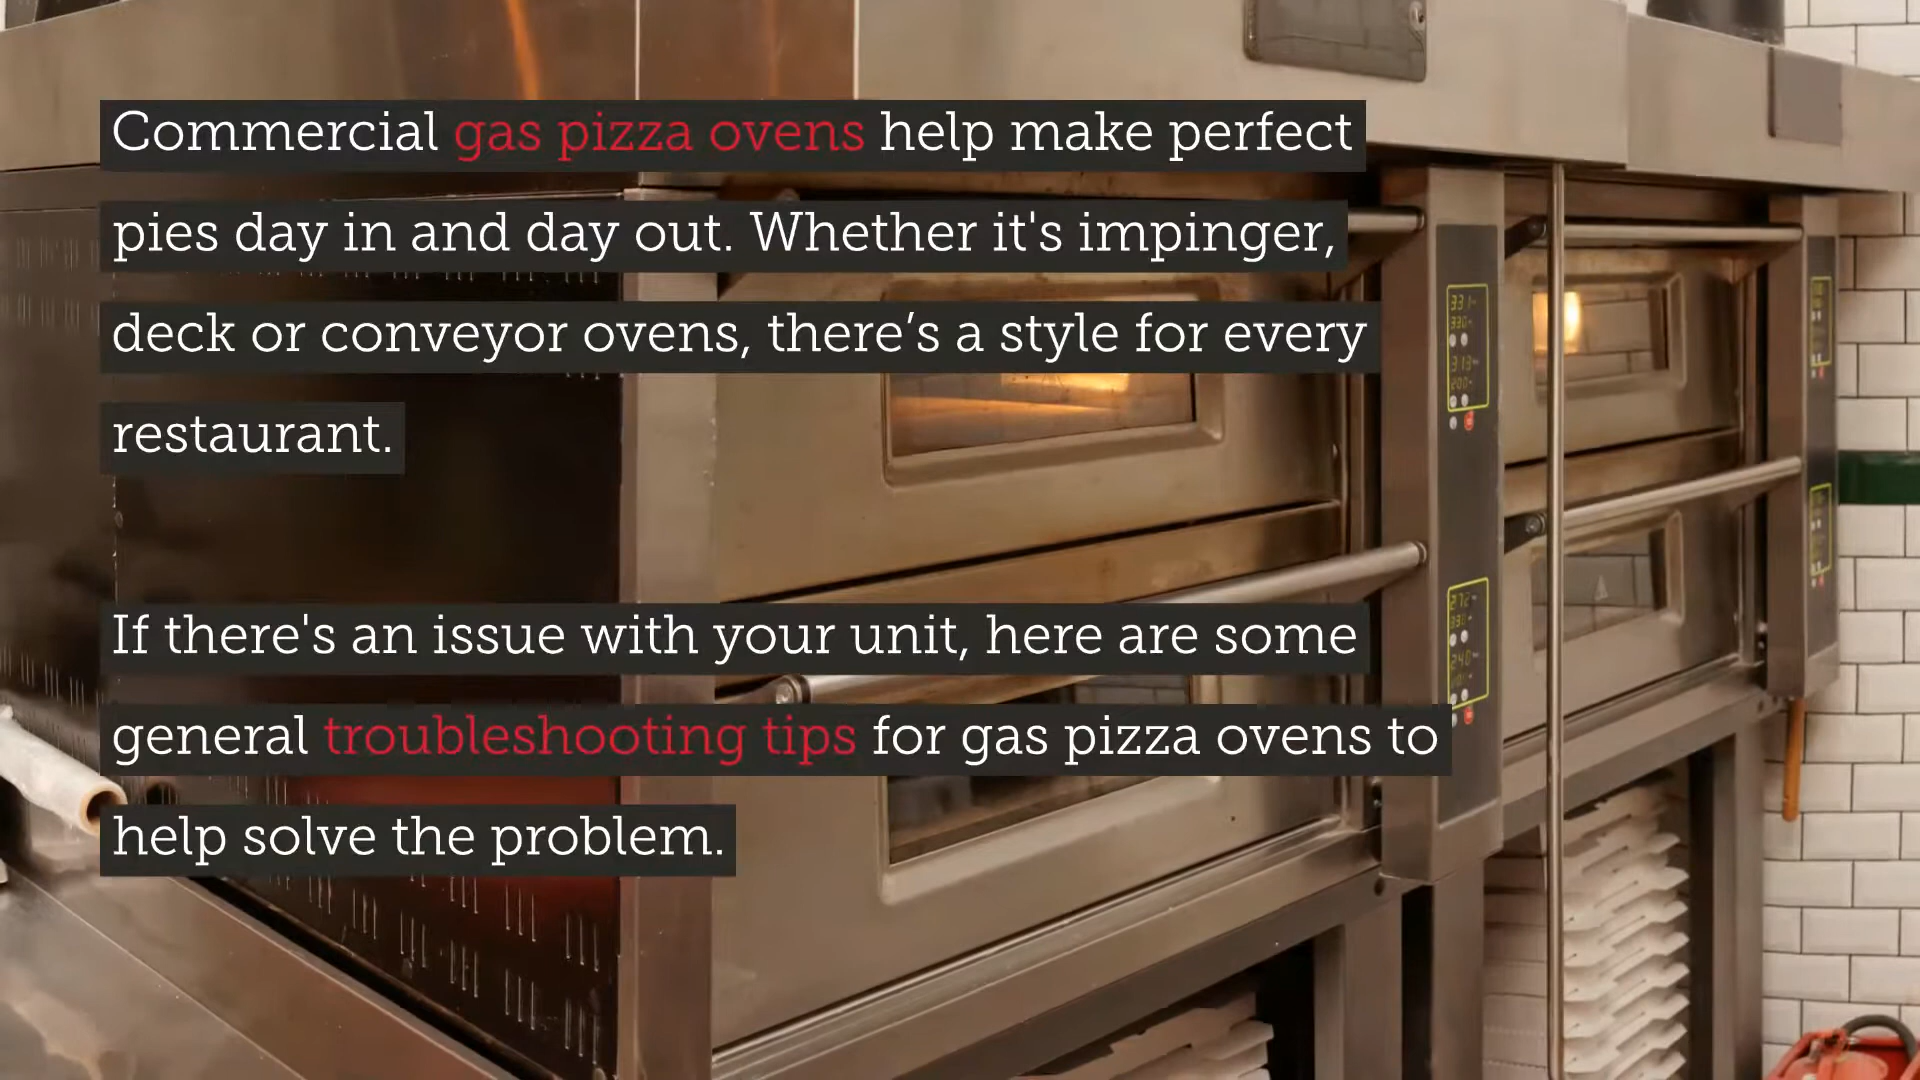 Commercial gas pizza ovens help make perfect
pies day in and day out. Whether it's impinger,
deck or conveyor ovens, there’s a style for every
restaurant.
If there's an issue with your unit, here are some
general troubleshooting tips for gas pizza ovens to
help solve the problem.